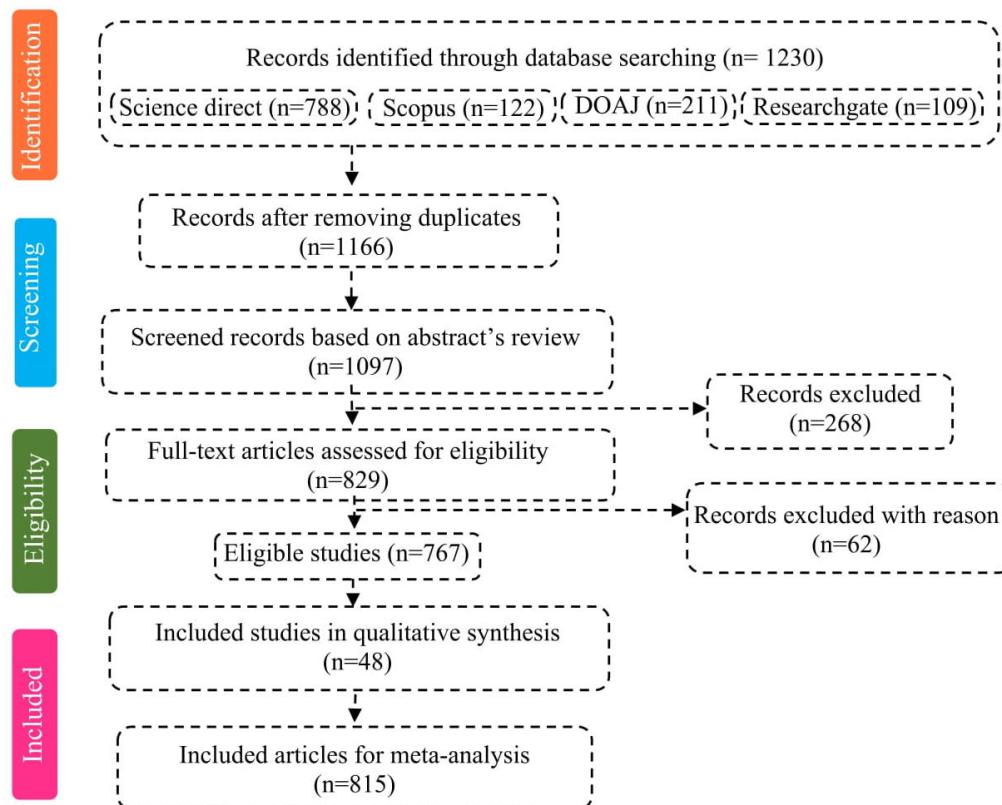 Identification
Records identified through database searching (n= 1230)
Science direct (n=788)
Scopus (n=122)
DOAJ (n=211)
Researchgate (n=109)
Screening
Records after removing duplicates
(n=1166)
Screened records based on abstract’s review
(n=1097)
Records excluded
(n=268)
Eligibility
Full-text articles assessed for eligibility
(n=829)
Records excluded with reason
(n=62)
Eligible studies (n=767)
Included
Included studies in qualitative synthesis
(n=48)
Included articles for meta-analysis
(n=815)